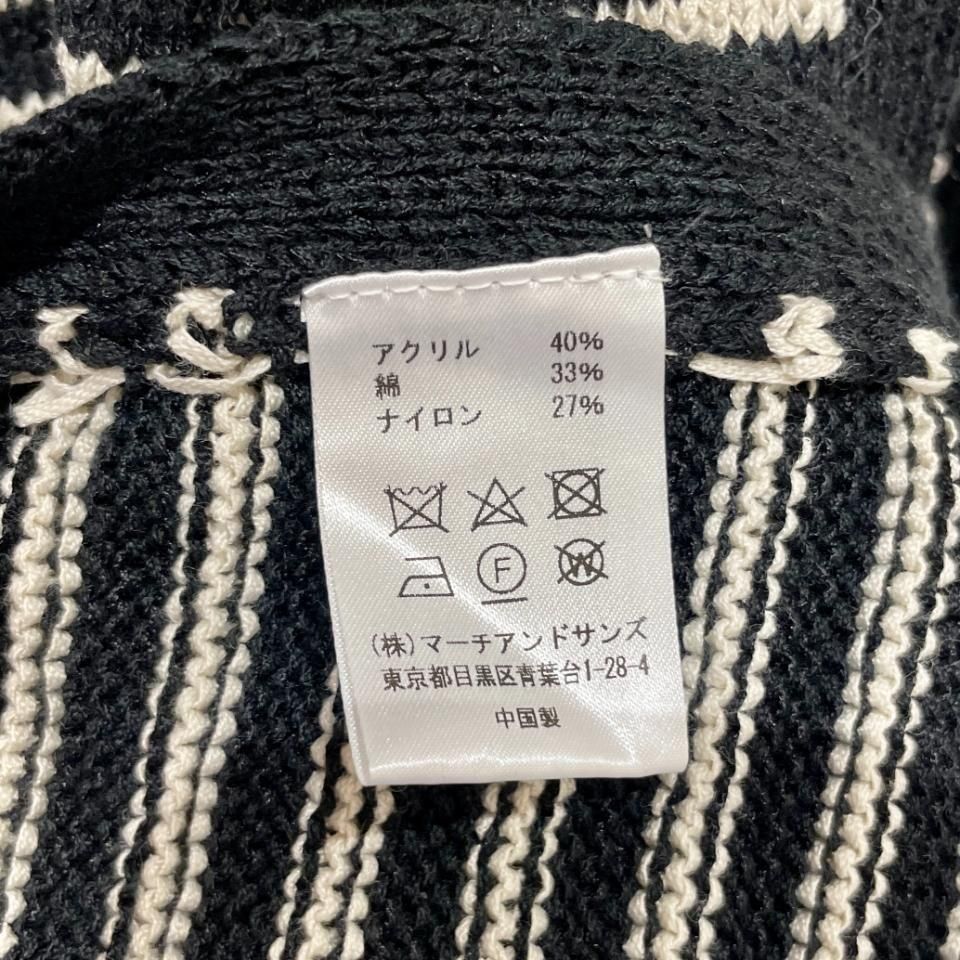 アクリル 40%
綿 33%
ナイロン 27%
F W
(株)マーチアンドサンズ
東京都目黒区青葉台1-28-4
中国製